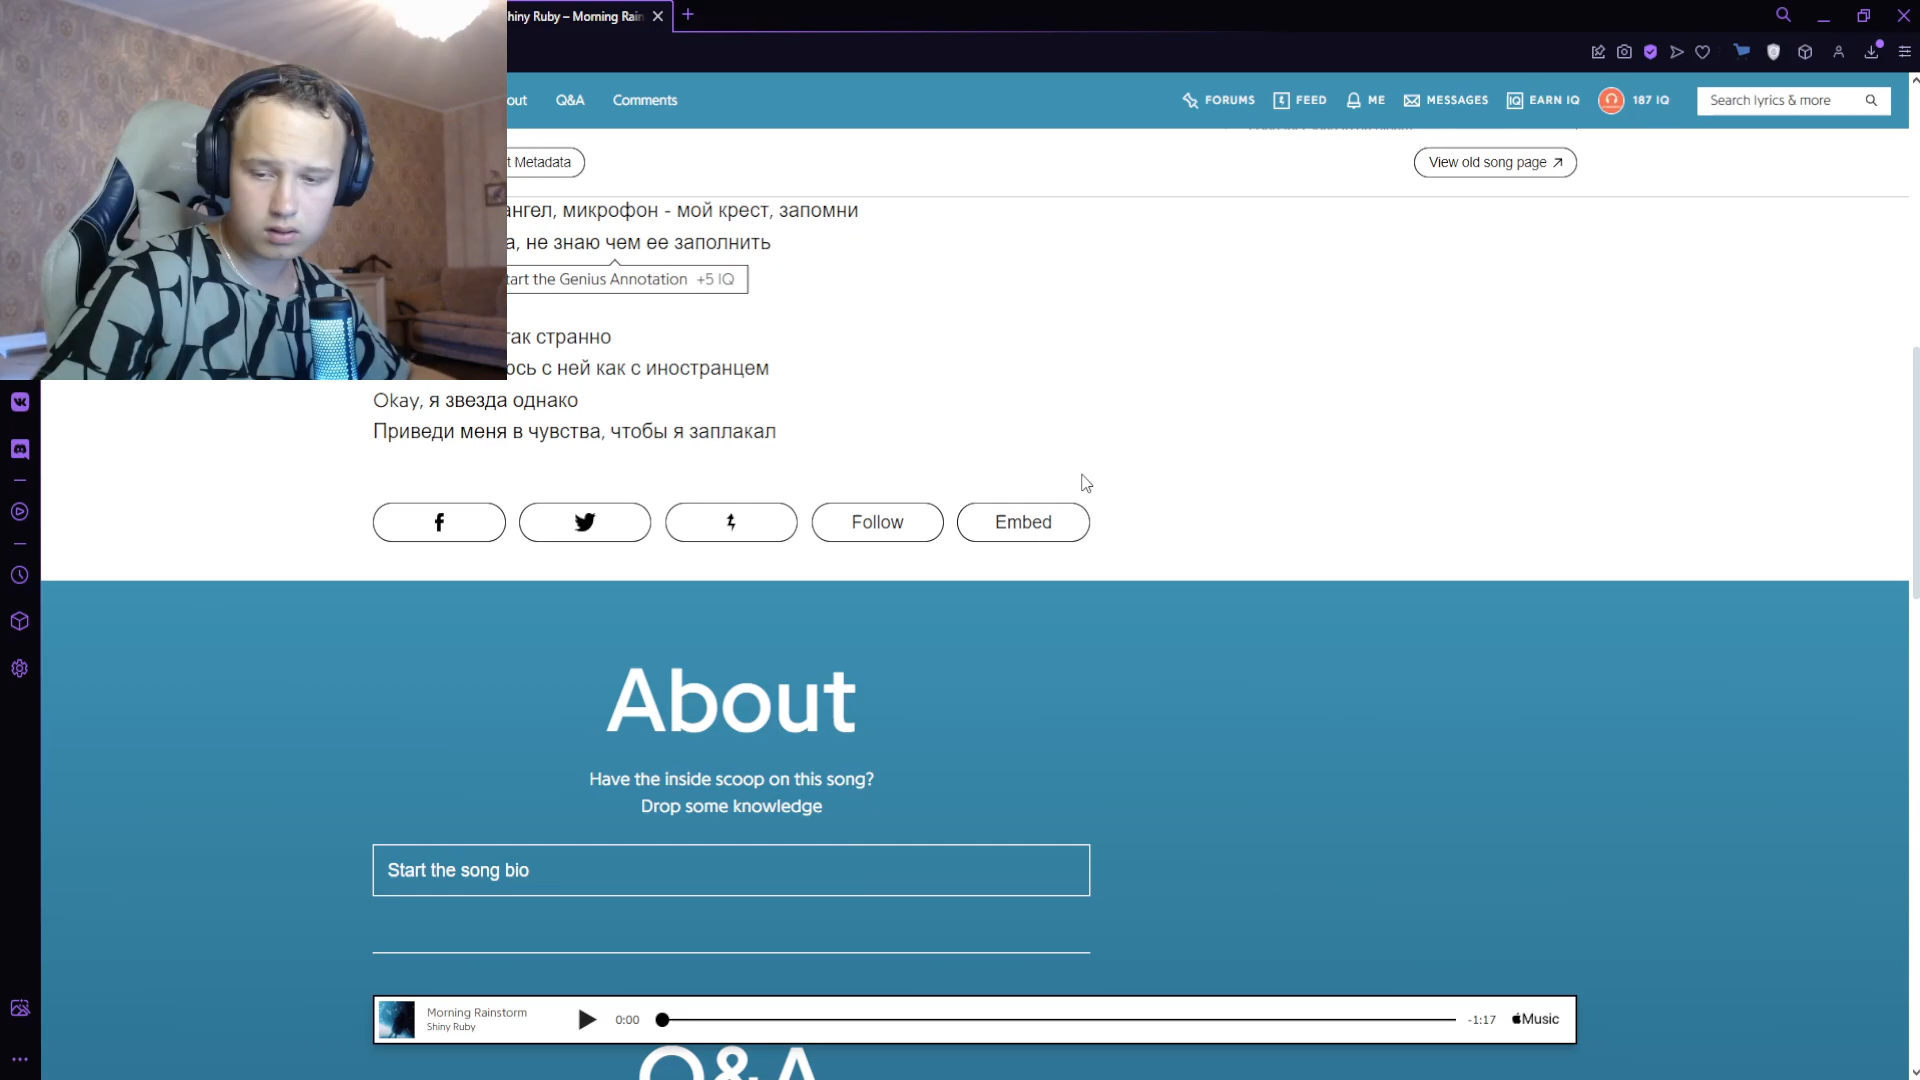 Shiny Ruby – Morning Rain
out Q&A Comments
FORUMS FEED ME MESSAGES EARN IQ 187 IQ Search lyrics & more
t Metadata
View old song page
ангел, микрофон - мой крест, запомни
а, не знаю чем ее заполнить
tart the Genius Annotation +5 IQ
так странно
юсь с ней как с иностранцем
Okay, я звезда однако
Приведи меня в чувства, чтобы я заплакал
Follow Embed
About
Have the inside scoop on this song?
Drop some knowledge
Start the song bio
Morning Rainstorm
Shiny Ruby
0:00
-1:17
Music
Q&A